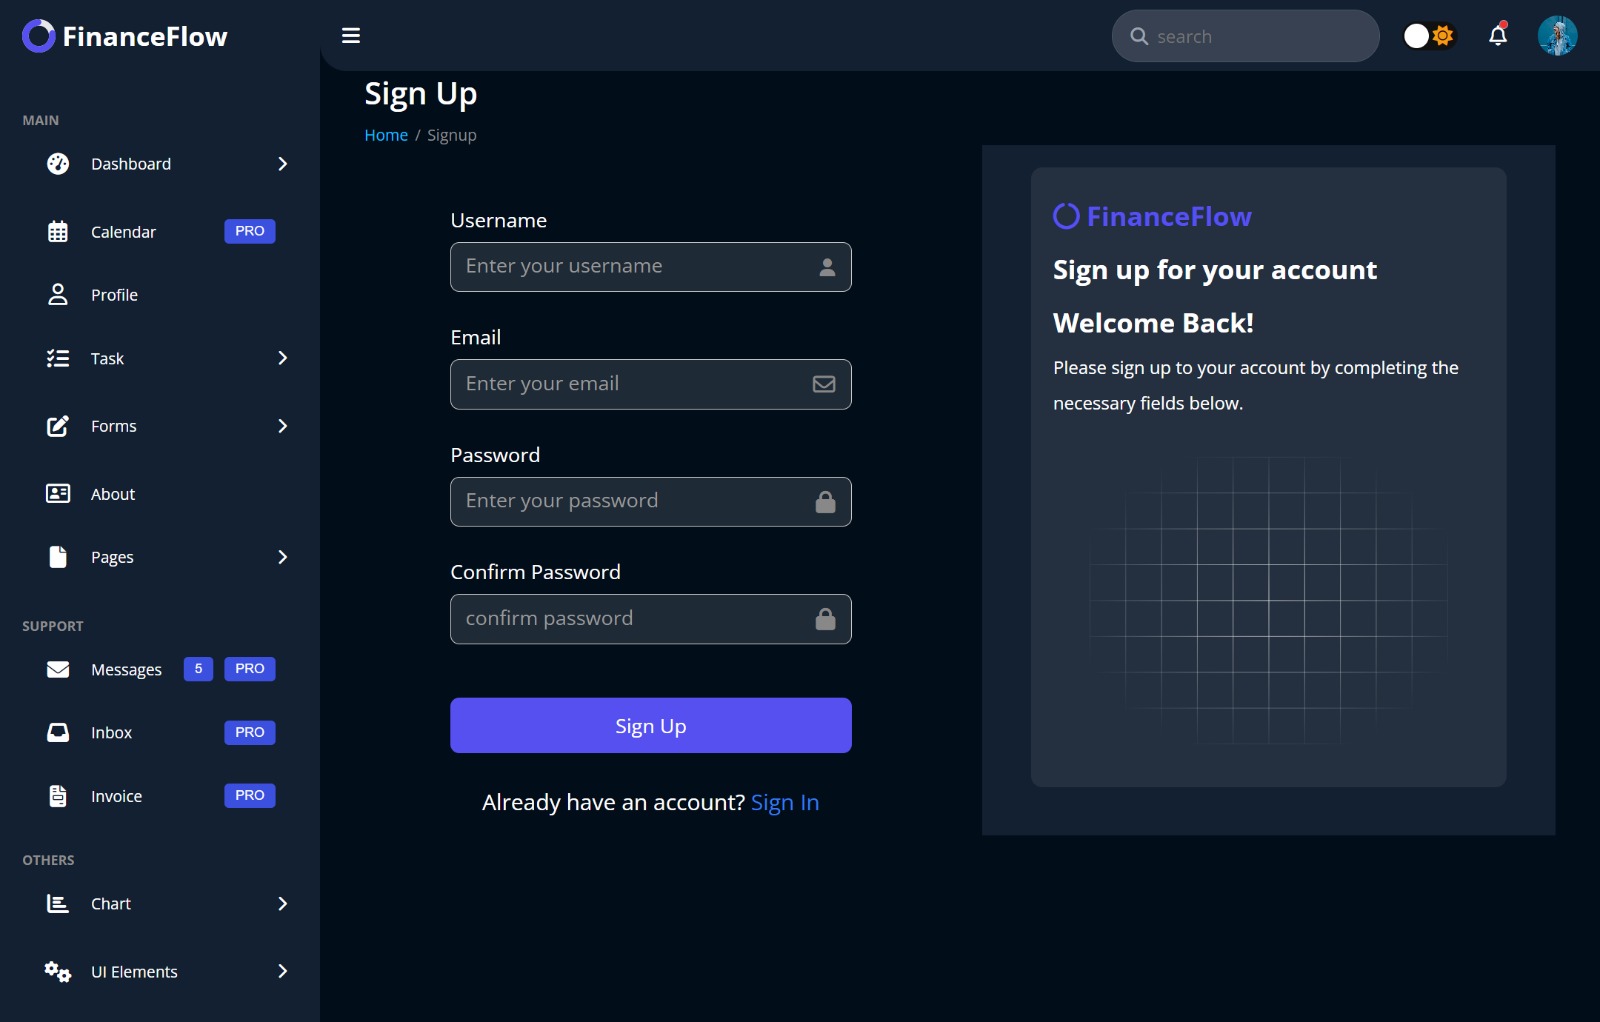 FinanceFlow
search
MAIN
Dashboard
Calendar PRO
Profile
Task
Forms
About
Pages
SUPPORT
Messages 5 PRO
Inbox PRO
Invoice PRO
OTHERS
Chart
UI Elements
Sign Up
Home / Signup
Username
Enter your username
Email
Enter your email
Password
Enter your password
Confirm Password
confirm password
Sign Up
Already have an account? Sign In
FinanceFlow
Sign up for your account
Welcome Back!
Please sign up to your account by completing the
necessary fields below.